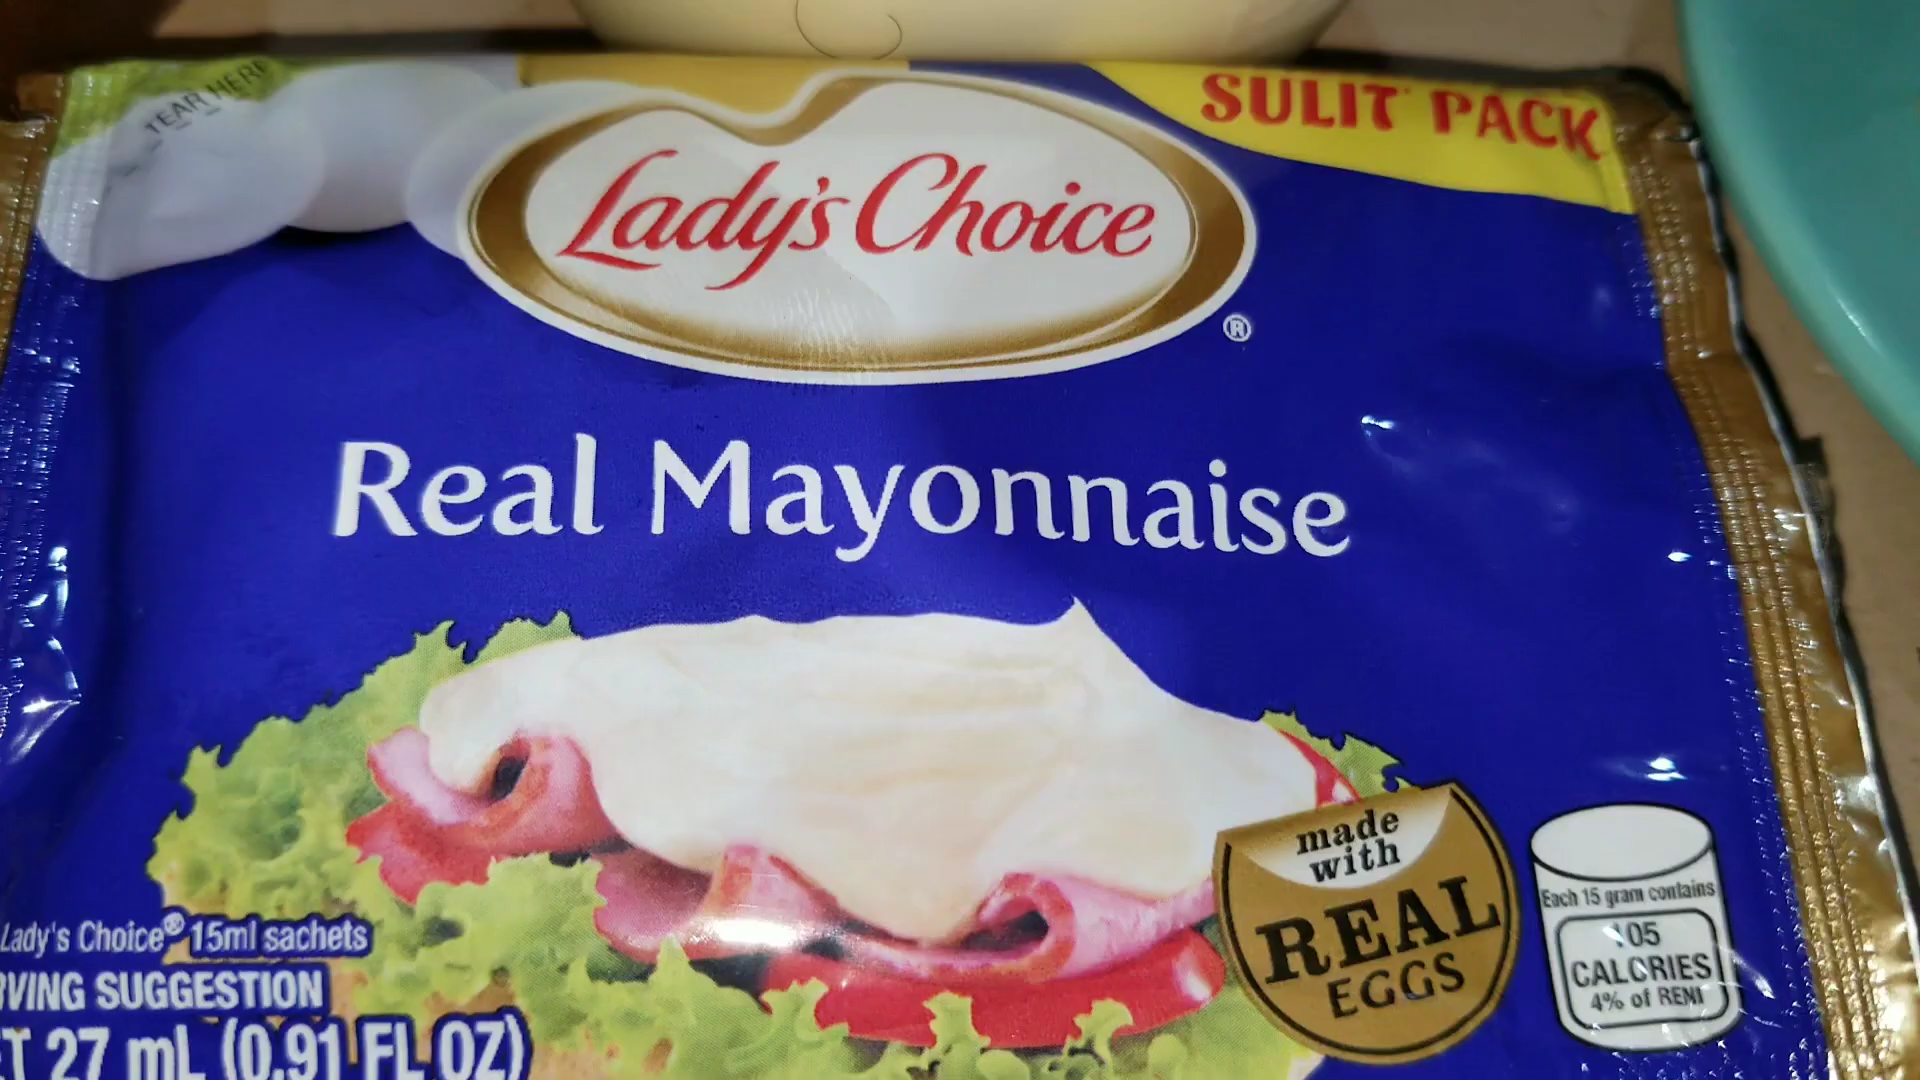 TEAR HERE
SULIT PACK
Lady's Choice
®
Real Mayonnaise
made
with
REAL
EGGS
Each 15 gram contains
105
CALORIES
4% of RENI
Lady's Choice® 15ml sachets
SUGGESTION
27 mL (0.91 FL OZ)